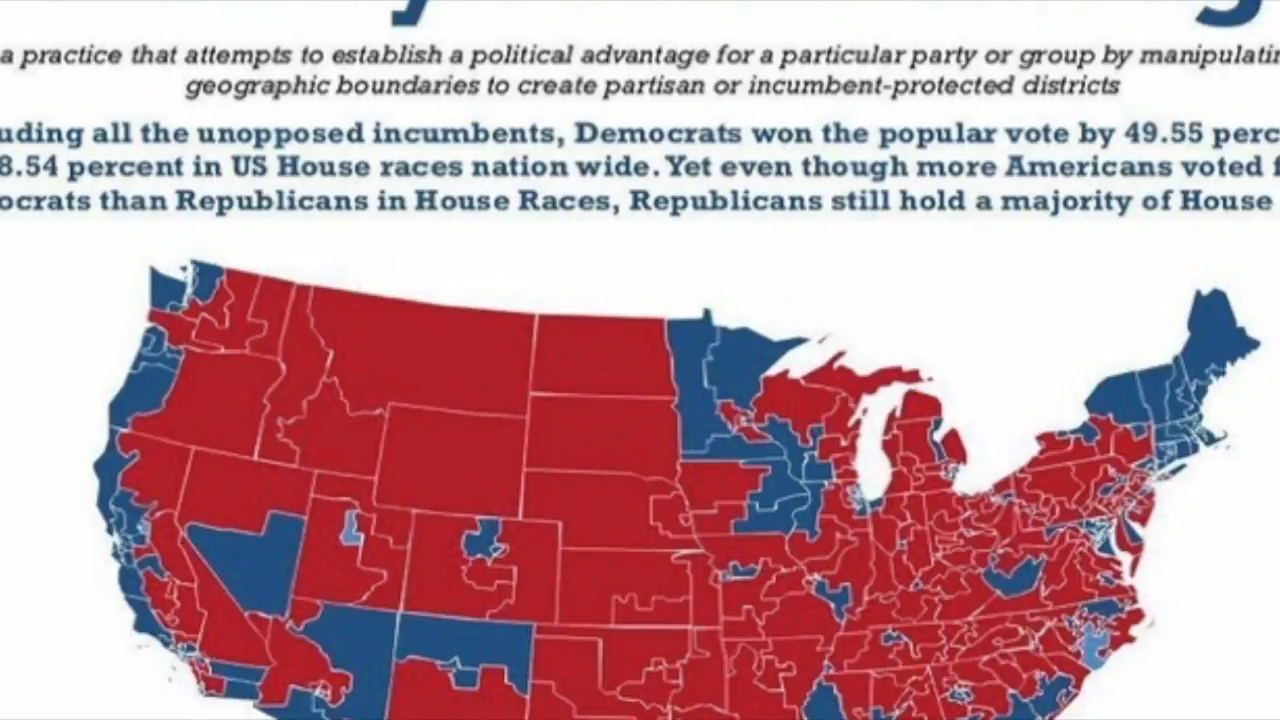 a practice that attempts to establish a political advantage for a particular party or group by manipulatin
geographic boundaries to create partisan or incumbent-protected districts
uding all the unopposed incumbents, Democrats won the popular vote by 49.55 perc
8.54 percent in US House races nation wide. Yet even though more Americans voted f
ocrats than Republicans in House Races, Republicans still hold a majority of House